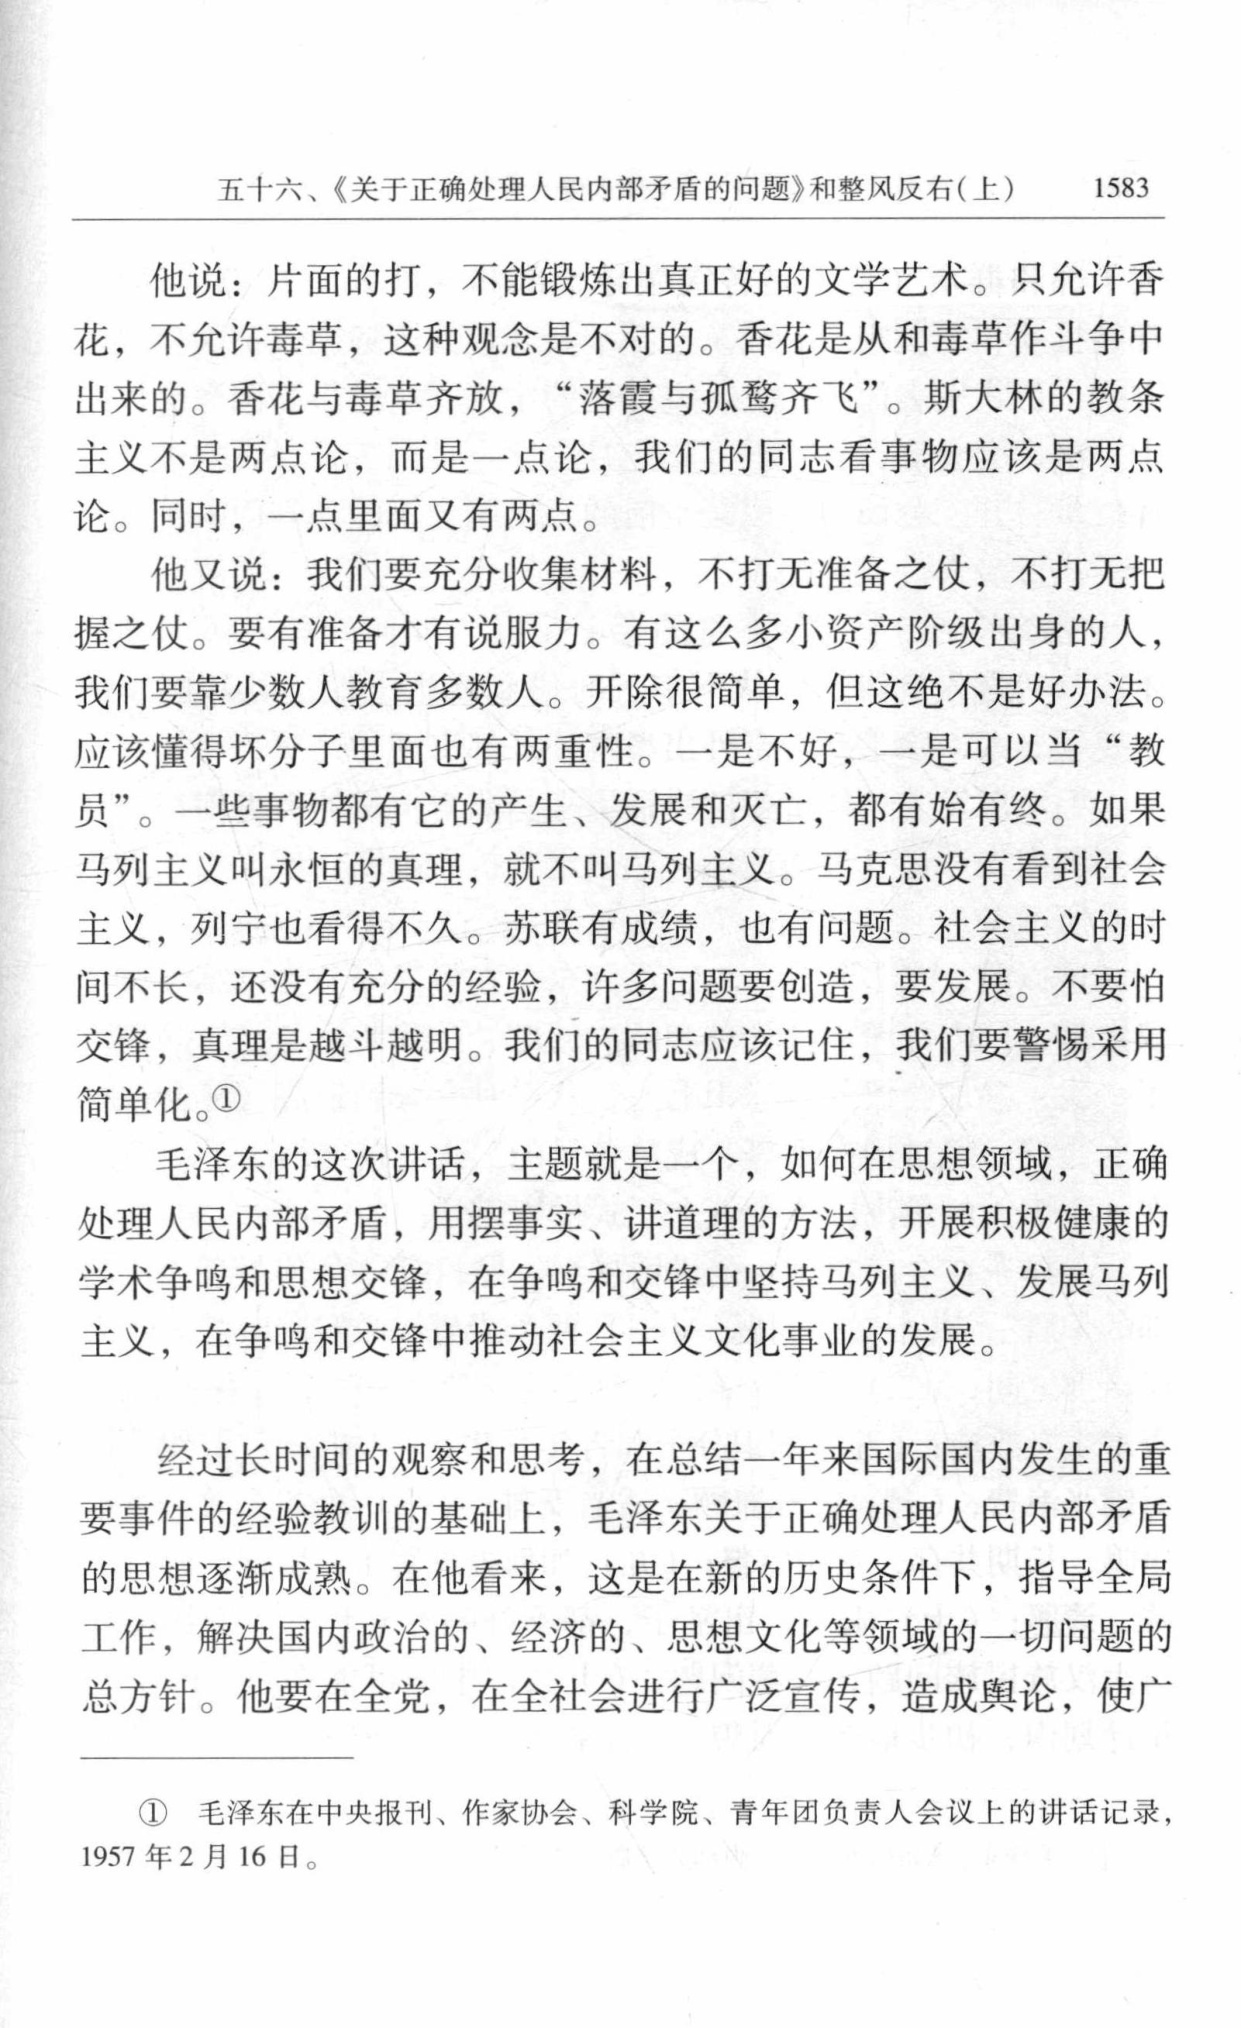 五十六、《关于正确处理人民内部矛盾的问题》和整风反右(上) 1583
他说：片面的打，不能锻炼出真正好的文学艺术。只允许香
花，不允许毒草，这种观念是不对的。香花是从和毒草作斗争中
出来的。香花与毒草齐放，“落霞与孤鹜齐飞”。斯大林的教条
主义不是两点论，而是一点论，我们的同志看事物应该是两点
论。同时，一点里面又有两点。
他又说：我们要充分收集材料，不打无准备之仗，不打无把
握之仗。要有准备才有说服力。有这么多小资产阶级出身的人，
我们要靠少数人教育多数人。开除很简单，但这绝不是好办法。
应该懂得坏分子里面也有两重性。一是不好，一是可以当“教
员”。一些事物都有它的产生、发展和灭亡，都有始有终。如果
马列主义叫永恒的真理，就不叫马列主义。马克思没有看到社会
主义，列宁也看得不久。苏联有成绩，也有问题。社会主义的时
间不长，还没有充分的经验，许多问题要创造，要发展。不要怕
交锋，真理是越斗越明。我们的同志应该记住，我们要警惕采用
简单化。①
毛泽东的这次讲话，主题就是一个，如何在思想领域，正确
处理人民内部矛盾，用摆事实、讲道理的方法，开展积极健康的
学术争鸣和思想交锋，在争鸣和交锋中坚持马列主义、发展马列
主义，在争鸣和交锋中推动社会主义文化事业的发展。
经过长时间的观察和思考，在总结一年来国际国内发生的重
要事件的经验教训的基础上，毛泽东关于正确处理人民内部矛盾
的思想逐渐成熟。在他看来，这是在新的历史条件下，指导全局
工作，解决国内政治的、经济的、思想文化等领域的一切问题的
总方针。他要在全党，在全社会进行广泛宣传，造成舆论，使广
① 毛泽东在中央报刊、作家协会、科学院、青年团负责人会议上的讲话记录，
1957年2月16日。